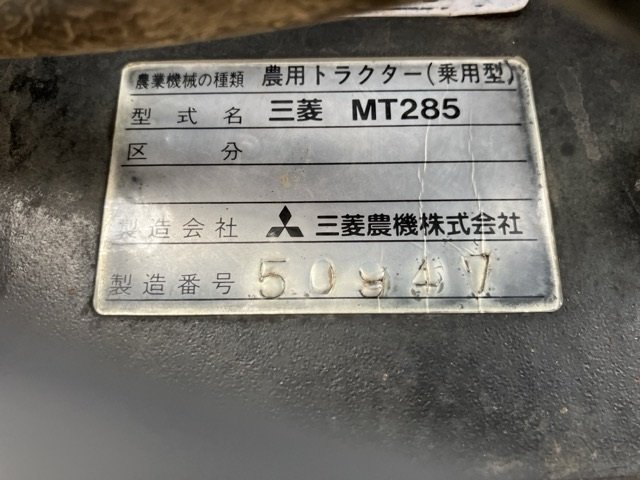 農業機械の種類 農用トラクター(乗用型)
型式名 三菱 MT285
区分
製造会社 三菱農機株式会社
製造番号 50947